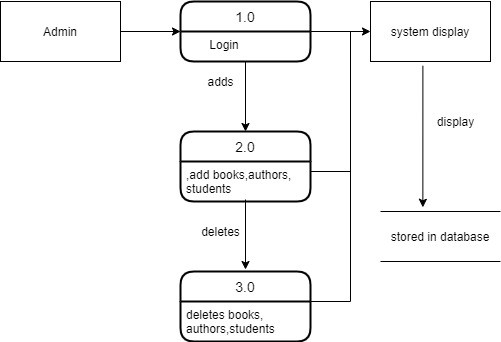 Admin
1.0
Login
system display
adds
display
2.0
,add books,authors,
students
deletes
stored in database
3.0
deletes books,
authors,students